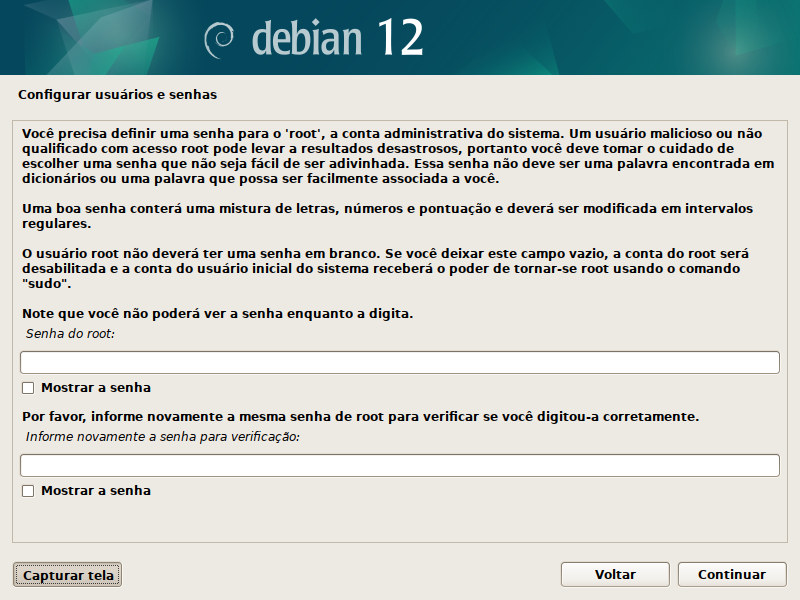 debian 12
Configurar usuários e senhas
Você precisa definir uma senha para o 'root', a conta administrativa do sistema. Um usuário malicioso ou não
qualificado com acesso root pode levar a resultados desastrosos, portanto você deve tomar o cuidado de
escolher uma senha que não seja fácil de ser adivinhada. Essa senha não deve ser uma palavra encontrada em
dicionários ou uma palavra que possa ser facilmente associada a você.
Uma boa senha conterá uma mistura de letras, números e pontuação e deverá ser modificada em intervalos
regulares.
O usuário root não deverá ter uma senha em branco. Se você deixar este campo vazio, a conta do root será
desabilitada e a conta do usuário inicial do sistema receberá o poder de tornar-se root usando o comando
"sudo".
Note que você não poderá ver a senha enquanto a digita.
Senha do root:
Mostrar a senha
Por favor, informe novamente a mesma senha de root para verificar se você digitou-a corretamente.
Informe novamente a senha para verificação:
Mostrar a senha
Capturar tela
Voltar
Continuar